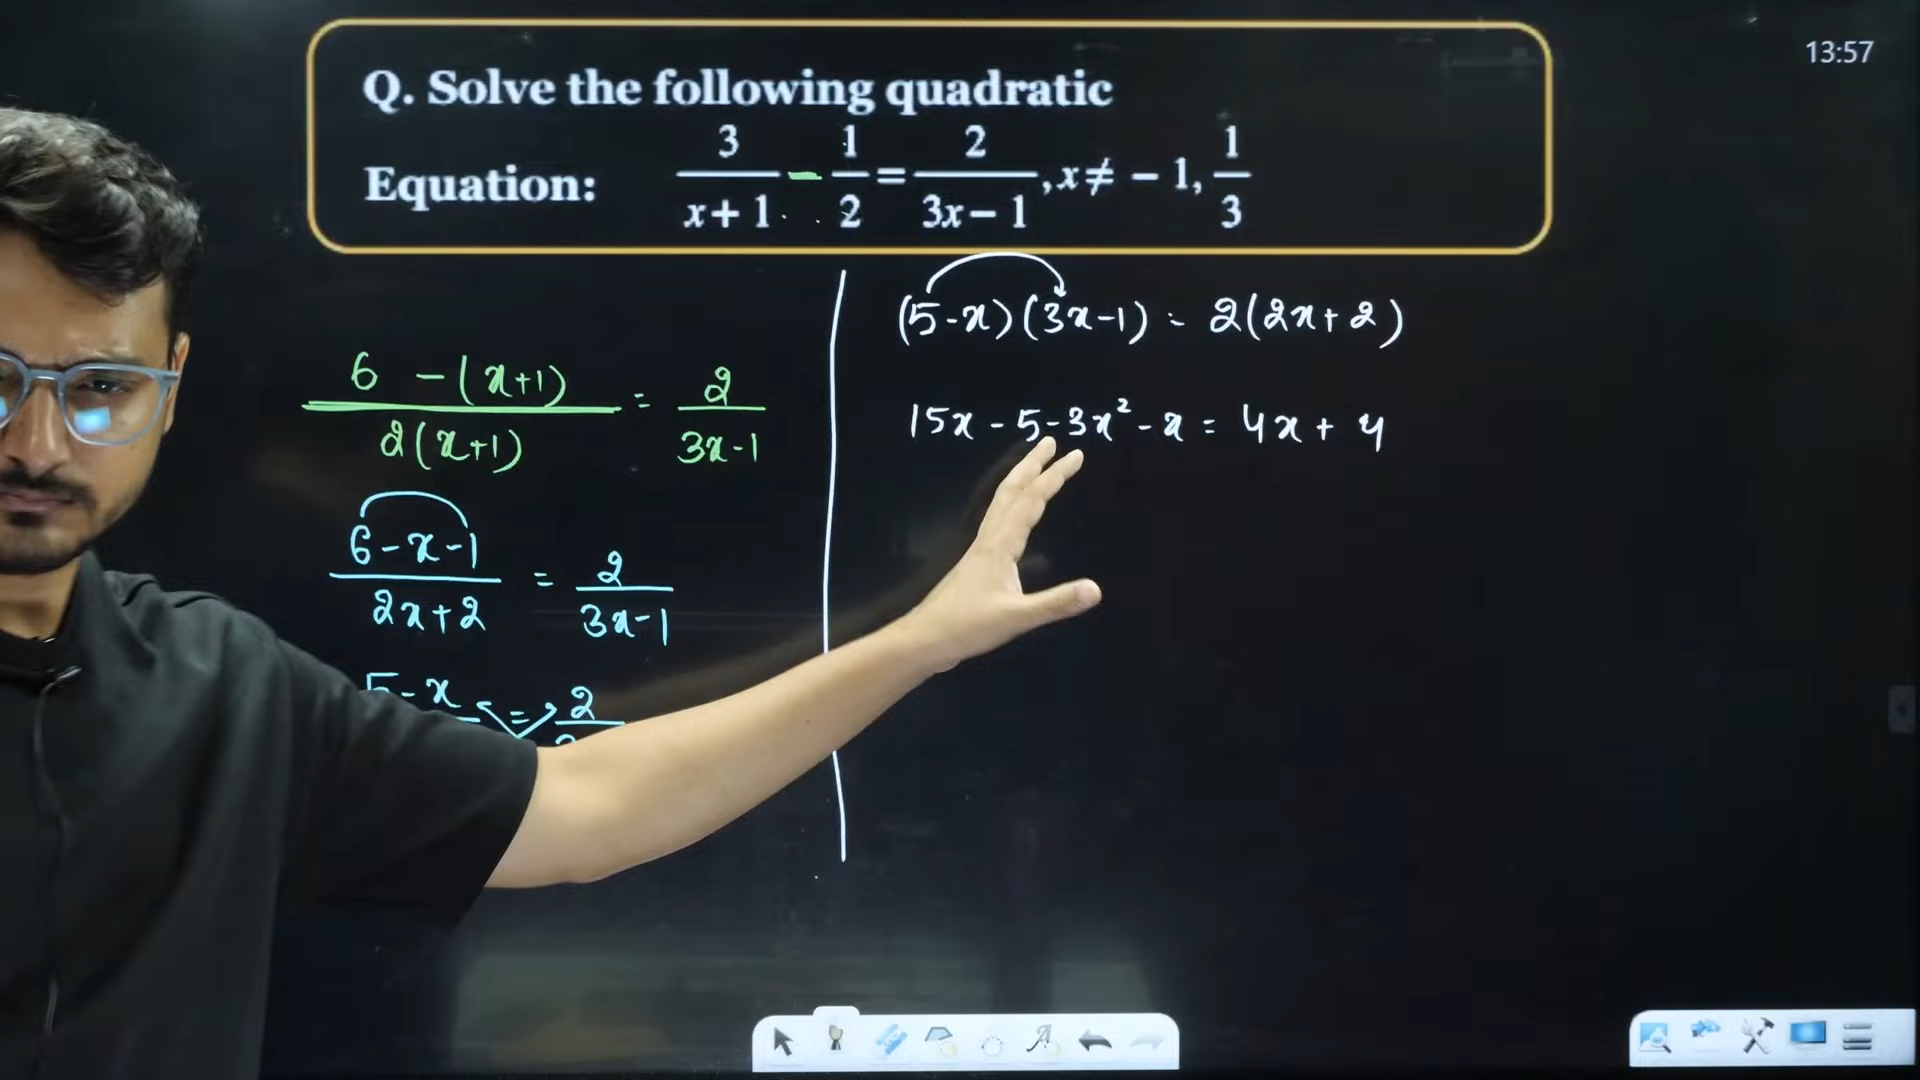 13:57
Q. Solve the following quadratic
Equation: 3/(x+1) - 1/2 = 2/(3x-1), x ≠ -1, 1/3
(6 - (x+1))/(2(x+1)) = 2/(3x-1)
(6-x-1)/(2x+2) = 2/(3x-1)
5-x = 2
(5-x)(3x-1) = 2(2x+2)
15x - 5 - 3x² - x = 4x + 4